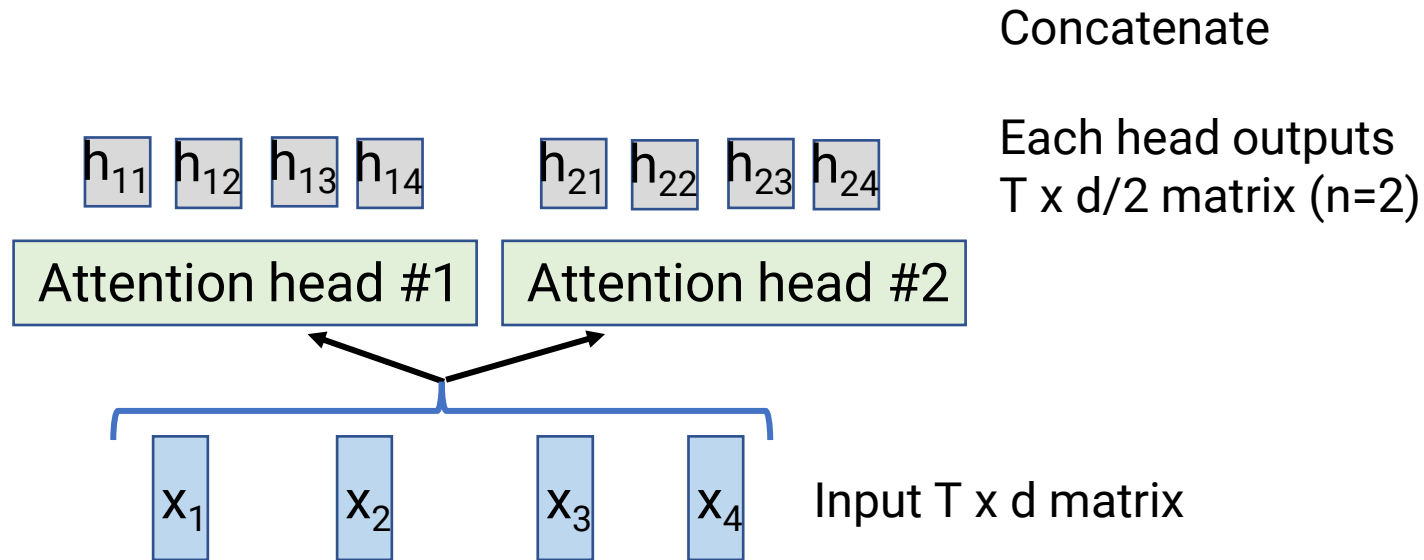 Concatenate
Each head outputs
T x d/2 matrix (n=2)
h11 h12 h13 h14 h21 h22 h23 h24
Attention head #1 Attention head #2
x1 x2 x3 x4 Input T x d matrix